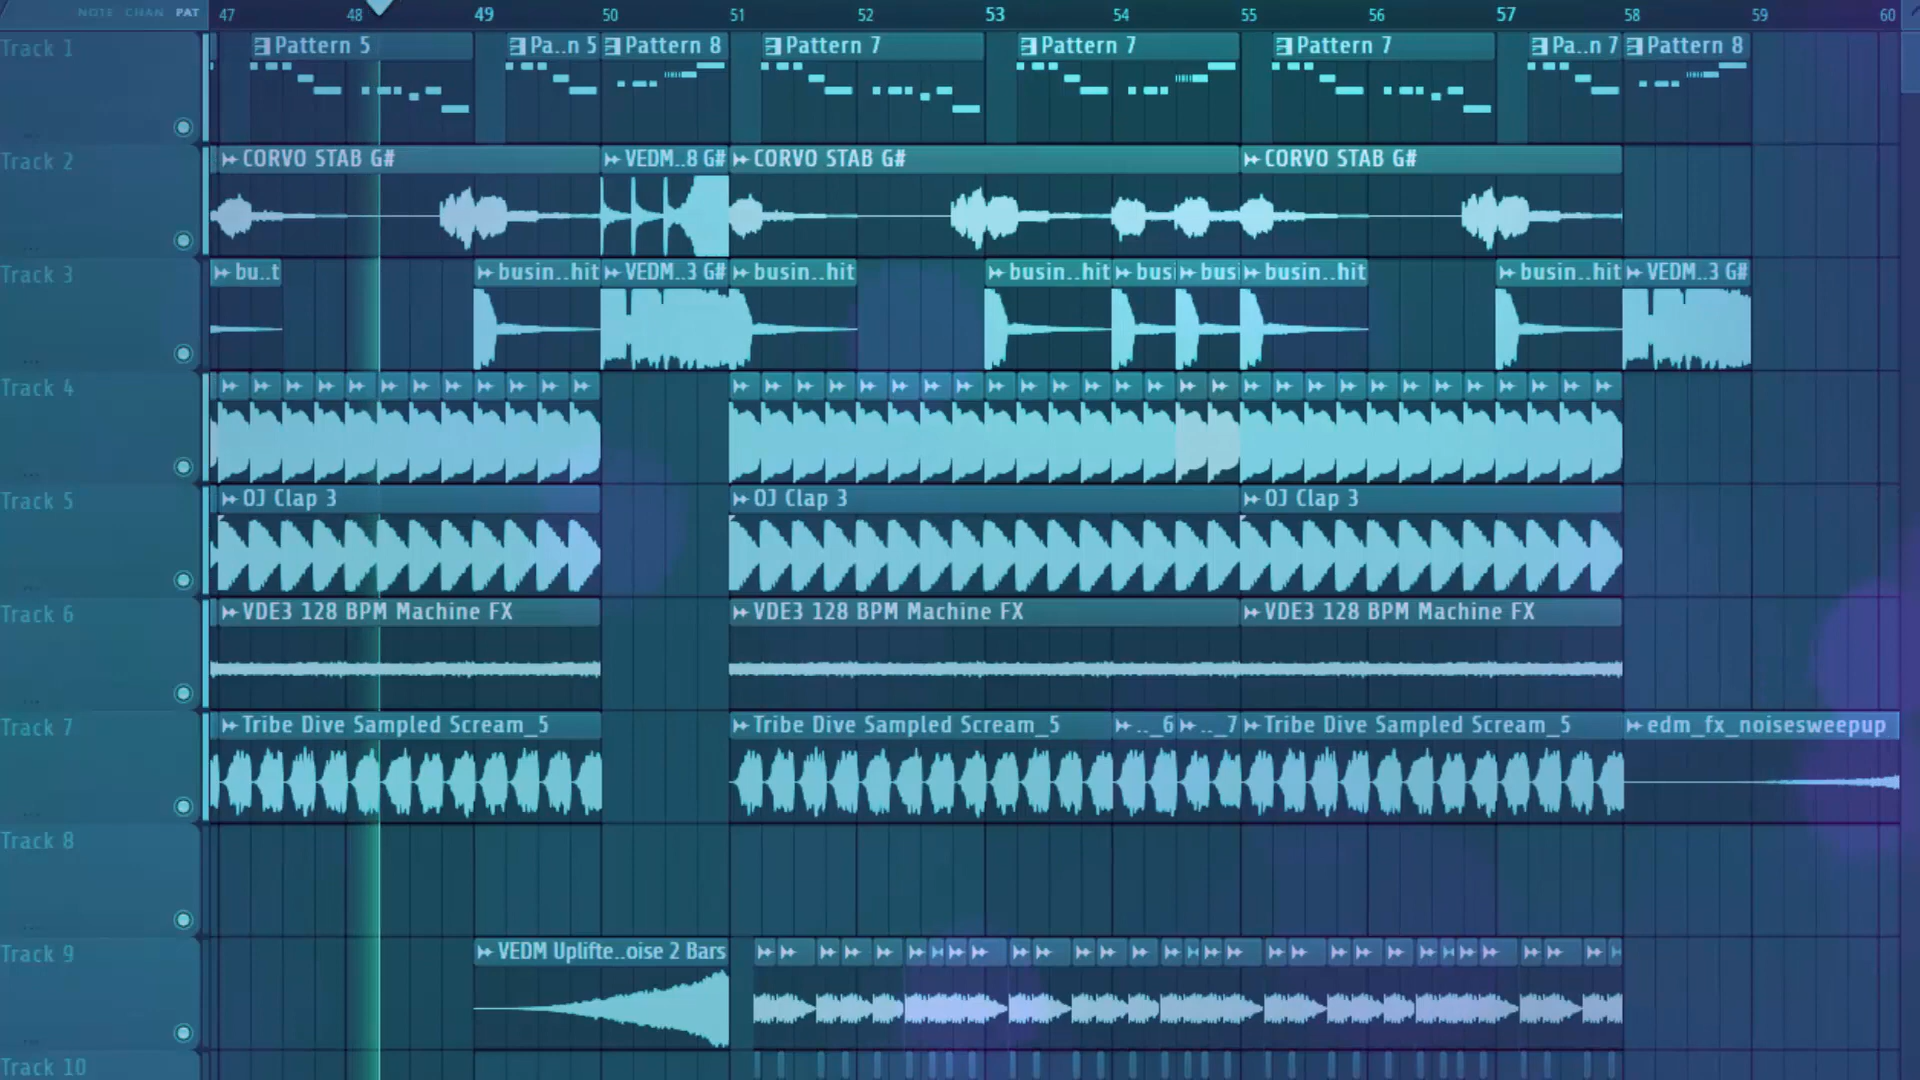 NOTE CHAN PAT 47 48 49 50 51 52 53 54 55 56 57 58 59 60
Track 1 Pattern 5 Pa..n 5 Pattern 8 Pattern 7 Pattern 7 Pattern 7 Pa..n 7 Pattern 8
Track 2 CORVO STAB G# VEDM..8 G# CORVO STAB G# CORVO STAB G#
Track 3 bu..t busin..hit VEDM..3 G# busin..hit busin..hit bus busi busin..hit busin..hit VEDM..3 G#
Track 4
Track 5 OJ Clap 3 OJ Clap 3 OJ Clap 3
Track 6 VDE3 128 BPM Machine FX VDE3 128 BPM Machine FX VDE3 128 BPM Machine FX
Track 7 Tribe Dive Sampled Scream_5 Tribe Dive Sampled Scream_5 .._6 .._7 Tribe Dive Sampled Scream_5 edm_fx_noisesweepup
Track 8
Track 9 VEDM Uplifte..oise 2 Bars
Track 10